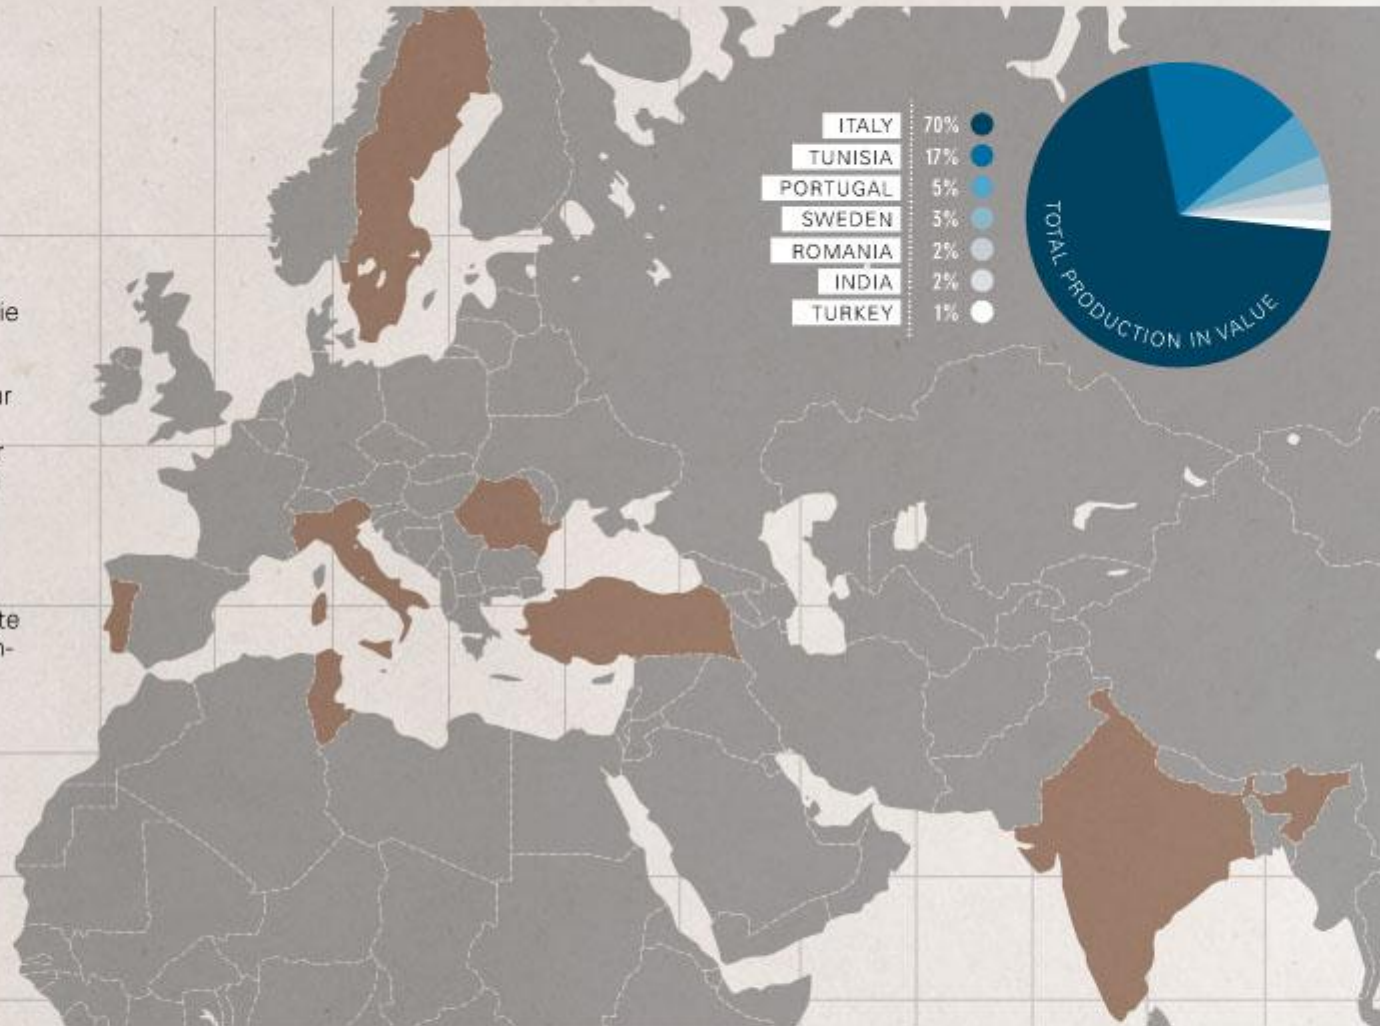 ie
ur
r
te
n-
ITALY 70%
TUNISIA 17%
PORTUGAL 5%
SWEDEN 3%
ROMANIA 2%
INDIA 2%
TURKEY 1%
TOTAL PRODUCTION IN VALUE